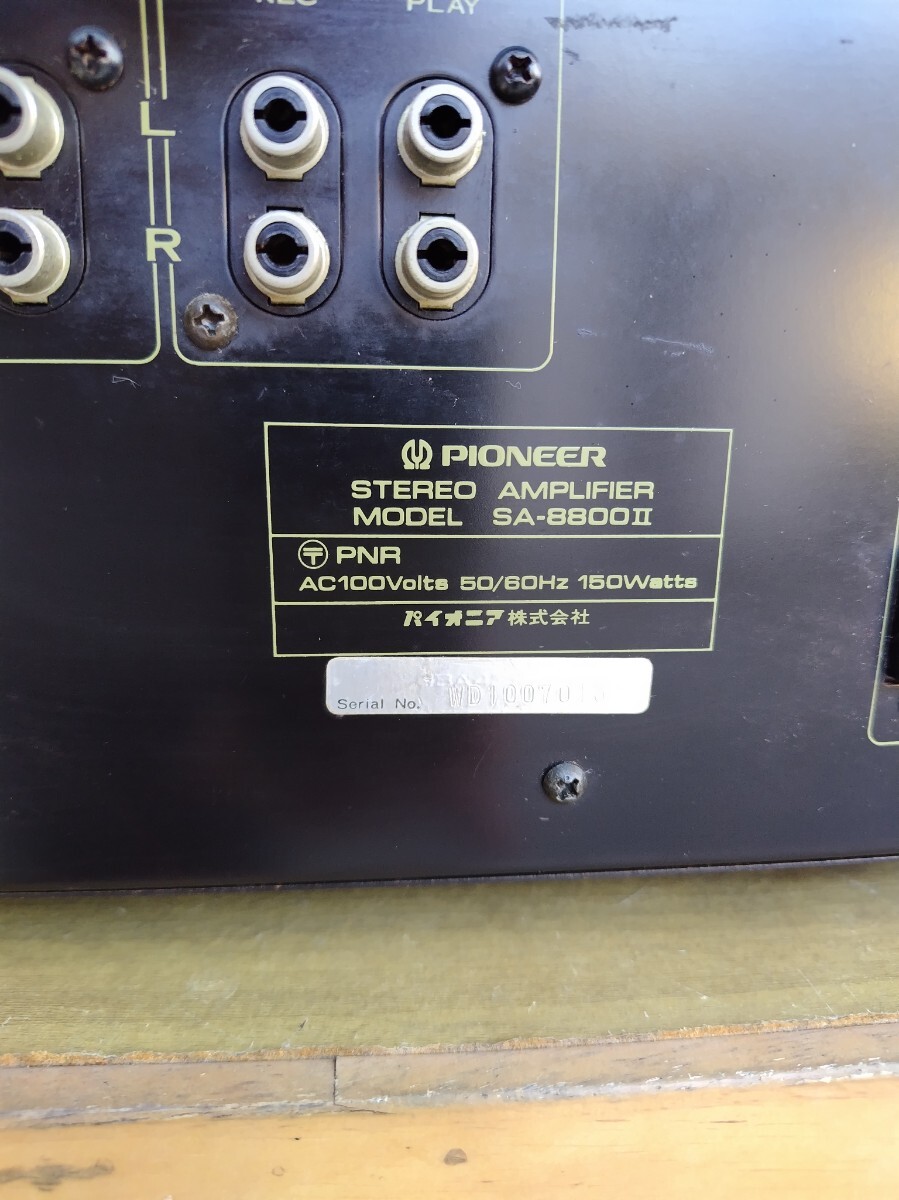 PLAY
L
R
PIONEER
STEREO AMPLIFIER
MODEL SA-8800II
〒 PNR
AC100Volts 50/60Hz 150Watts
パイオニア株式会社
Serial No.